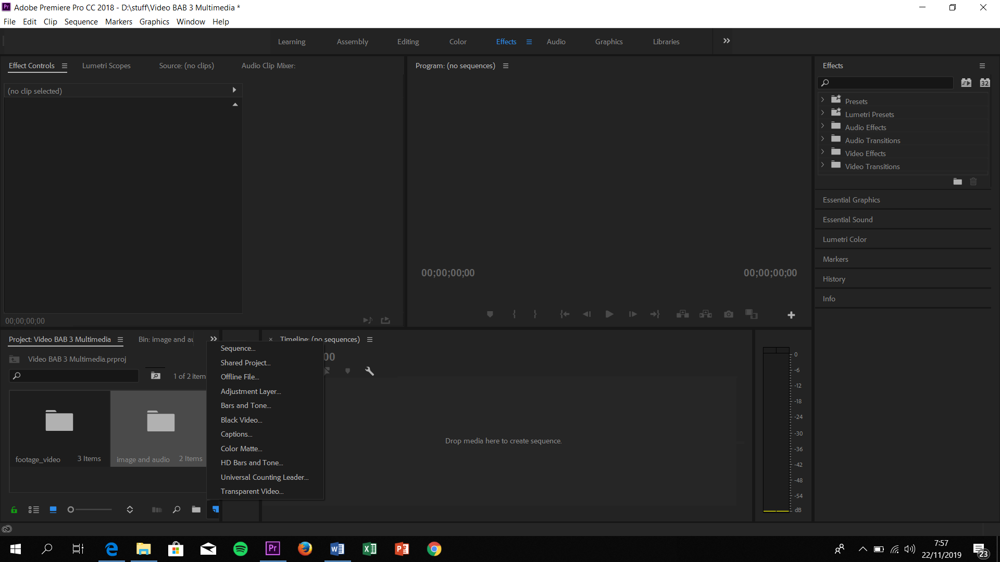 Adobe Premiere Pro CC 2018 - D:\stuff\Video BAB 3 Multimedia *
File Edit Clip Sequence Markers Graphics Window Help
Learning Assembly Editing Color Effects Audio Graphics Libraries
Effect Controls Lumetri Scopes Source: (no clips) Audio Clip Mixer:
(no clip selected)
00;00;00;00
Program: (no sequences)
00;00;00;00 00;00;00;00
Effects
32
Presets
Lumetri Presets
Audio Effects
Audio Transitions
Video Effects
Video Transitions
Essential Graphics
Essential Sound
Lumetri Color
Markers
History
Info
Project: Video BAB 3 Multimedia Bin: image and au
Video BAB 3 Multimedia.prproj
1 of 2 item
footage_video 3 Items
image and audio 2 Items
Sequence...
Shared Project...
Offline File...
Adjustment Layer...
Bars and Tone...
Black Video...
Captions...
Color Matte...
HD Bars and Tone...
Universal Counting Leader...
Transparent Video...
Timeline: (no sequences)
00
Drop media here to create sequence.
0
-6
-12
-18
-24
-30
-36
-42
-48
-54
dB
Pr
7:57
22/11/2019
23